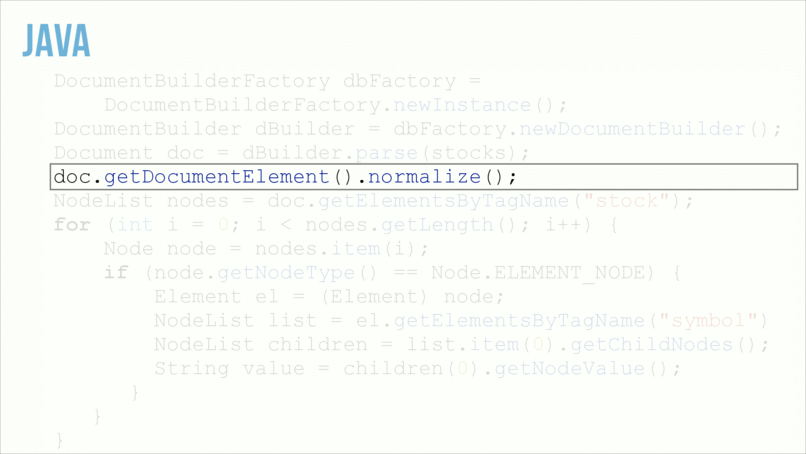 JAVA
DocumentBuilderFactory dbFactory =
DocumentBuilderFactory.newInstance();
DocumentBuilder dBuilder = dbFactory.newDocumentBuilder();
Document doc = dBuilder.parse(stocks);
doc.getDocumentElement().normalize();
NodeList nodes = doc.getElementsByTagName("stock");
for (int i = 0; i < nodes.getLength(); i++) {
Node node = nodes.item(i);
if (node.getNodeType() == Node.ELEMENT_NODE) {
Element el = (Element) node;
NodeList list = el.getElementsByTagName("symbol")
NodeList children = list.item(0).getChildNodes();
String value = children(0).getNodeValue();
}
}
}